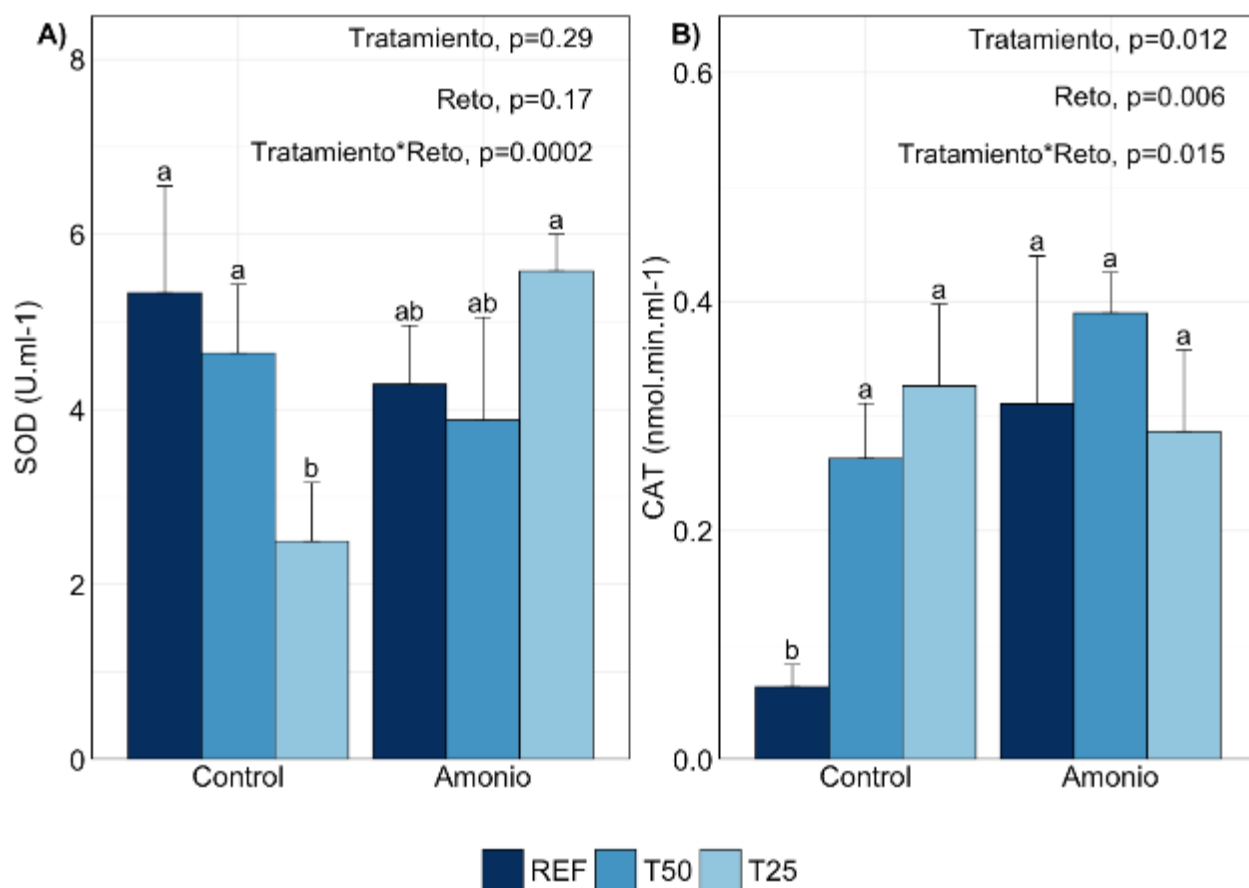 A)
Tratamiento, p=0.29
Reto, p=0.17
Tratamiento*Reto, p=0.0002
SOD (U.ml-1)
8
6
4
2
0
a
a
b
ab
ab
a
Control
Amonio
B)
Tratamiento, p=0.012
Reto, p=0.006
Tratamiento*Reto, p=0.015
CAT (nmol.min.ml-1)
0.6
0.4
0.2
0.0
b
a
a
a
a
a
Control
Amonio
REF T50 T25